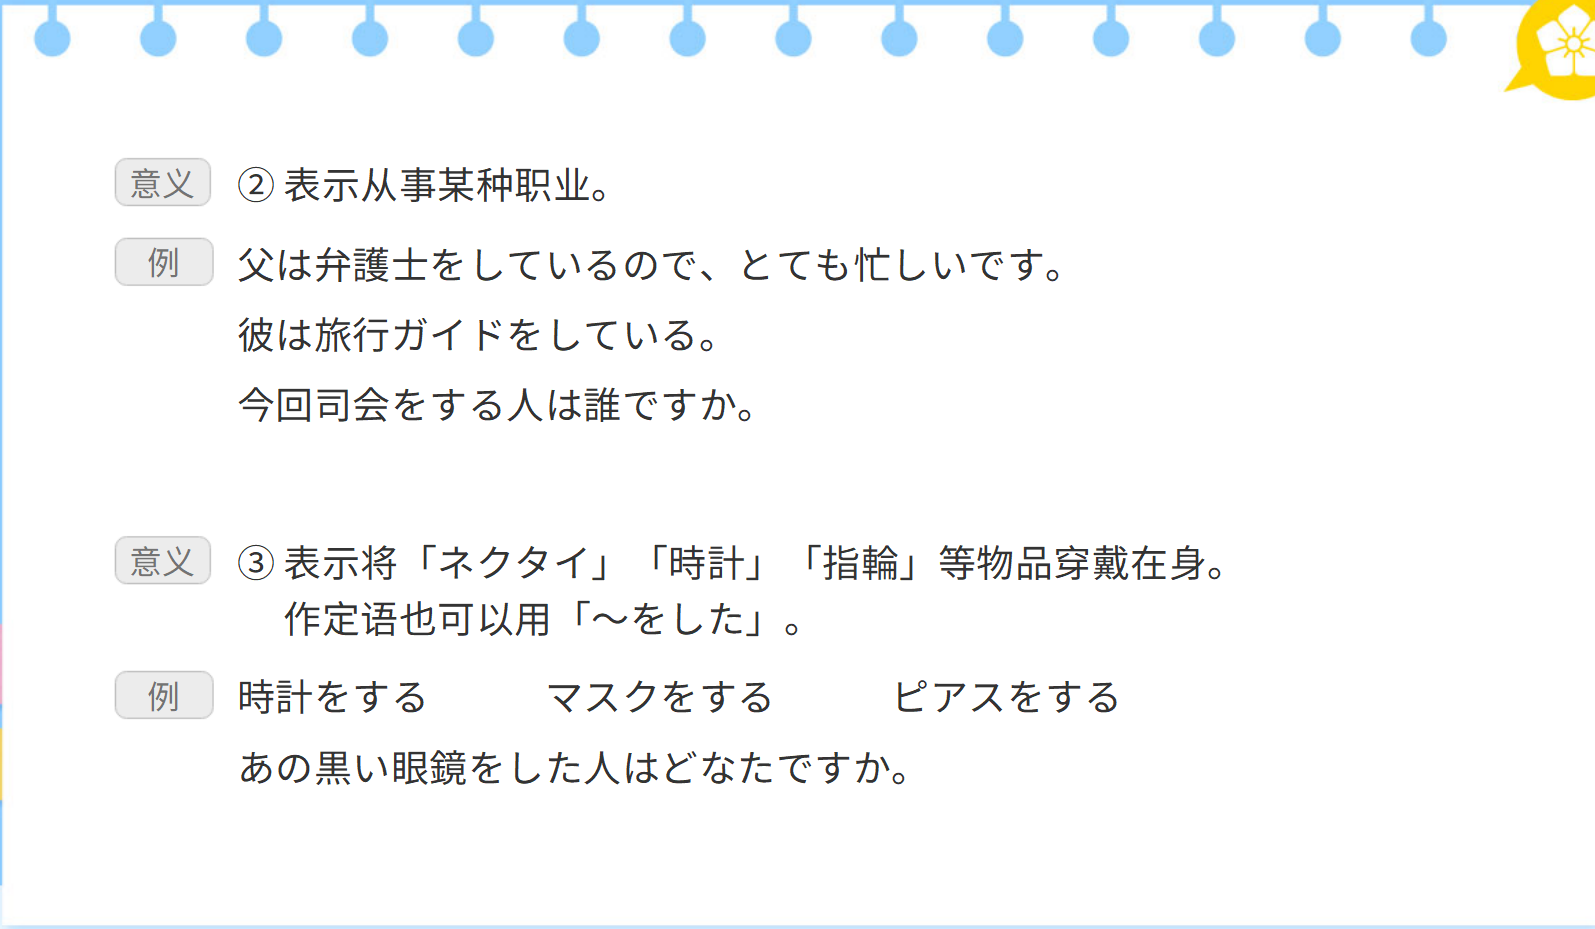 意义 ② 表示从事某种职业。
例 父は弁護士をしているので、とても忙しいです。
彼は旅行ガイドをしている。
今回司会をする人は誰ですか。
意义 ③ 表示将「ネクタイ」「時計」「指輪」等物品穿戴在身。
作定语也可以用「～をした」。
例 時計をする マスクをする ピアスをする
あの黒い眼鏡をした人はどなたですか。